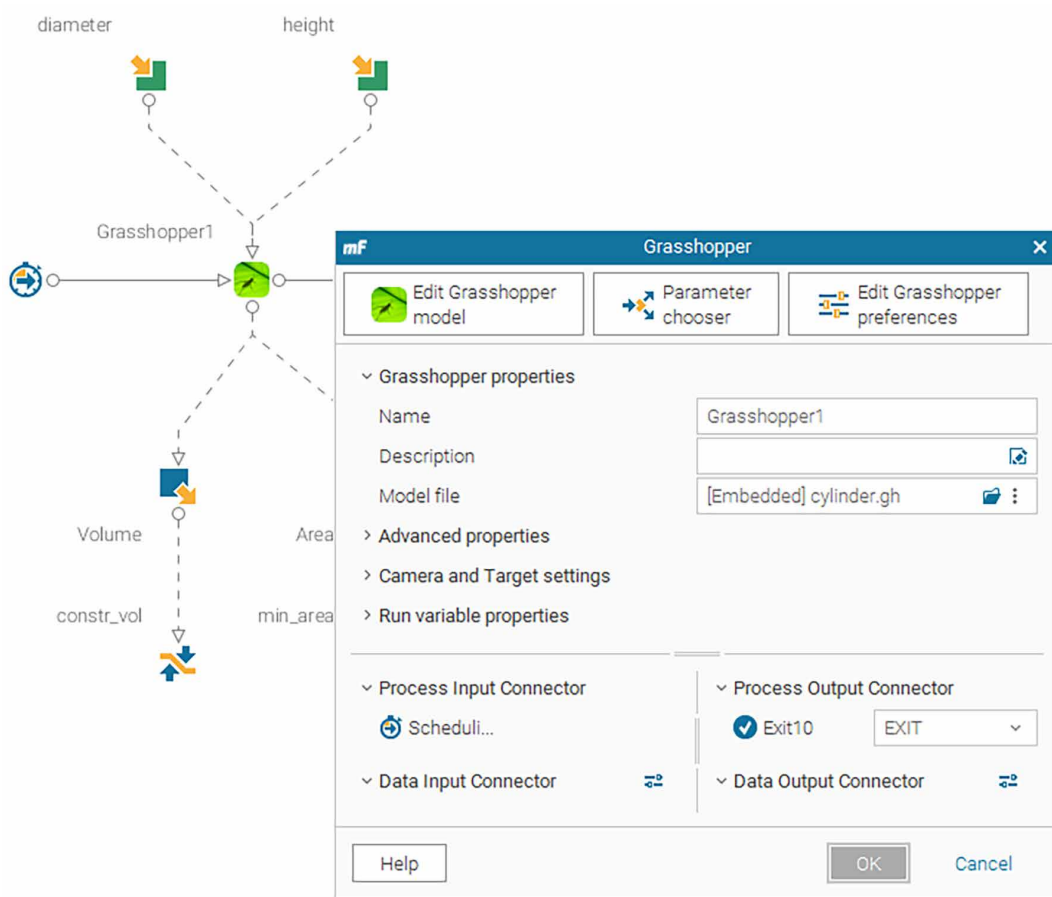 diameter
height
Grasshopper1
Volume
Area
constr_vol
min_area
mF
Grasshopper
Edit Grasshopper
model
Parameter
chooser
Edit Grasshopper
preferences
Grasshopper properties
Name
Grasshopper1
Description
Model file
[Embedded] cylinder.gh
Advanced properties
Camera and Target settings
Run variable properties
Process Input Connector
Process Output Connector
Scheduli...
Exit10
EXIT
Data Input Connector
Data Output Connector
Help
OK
Cancel